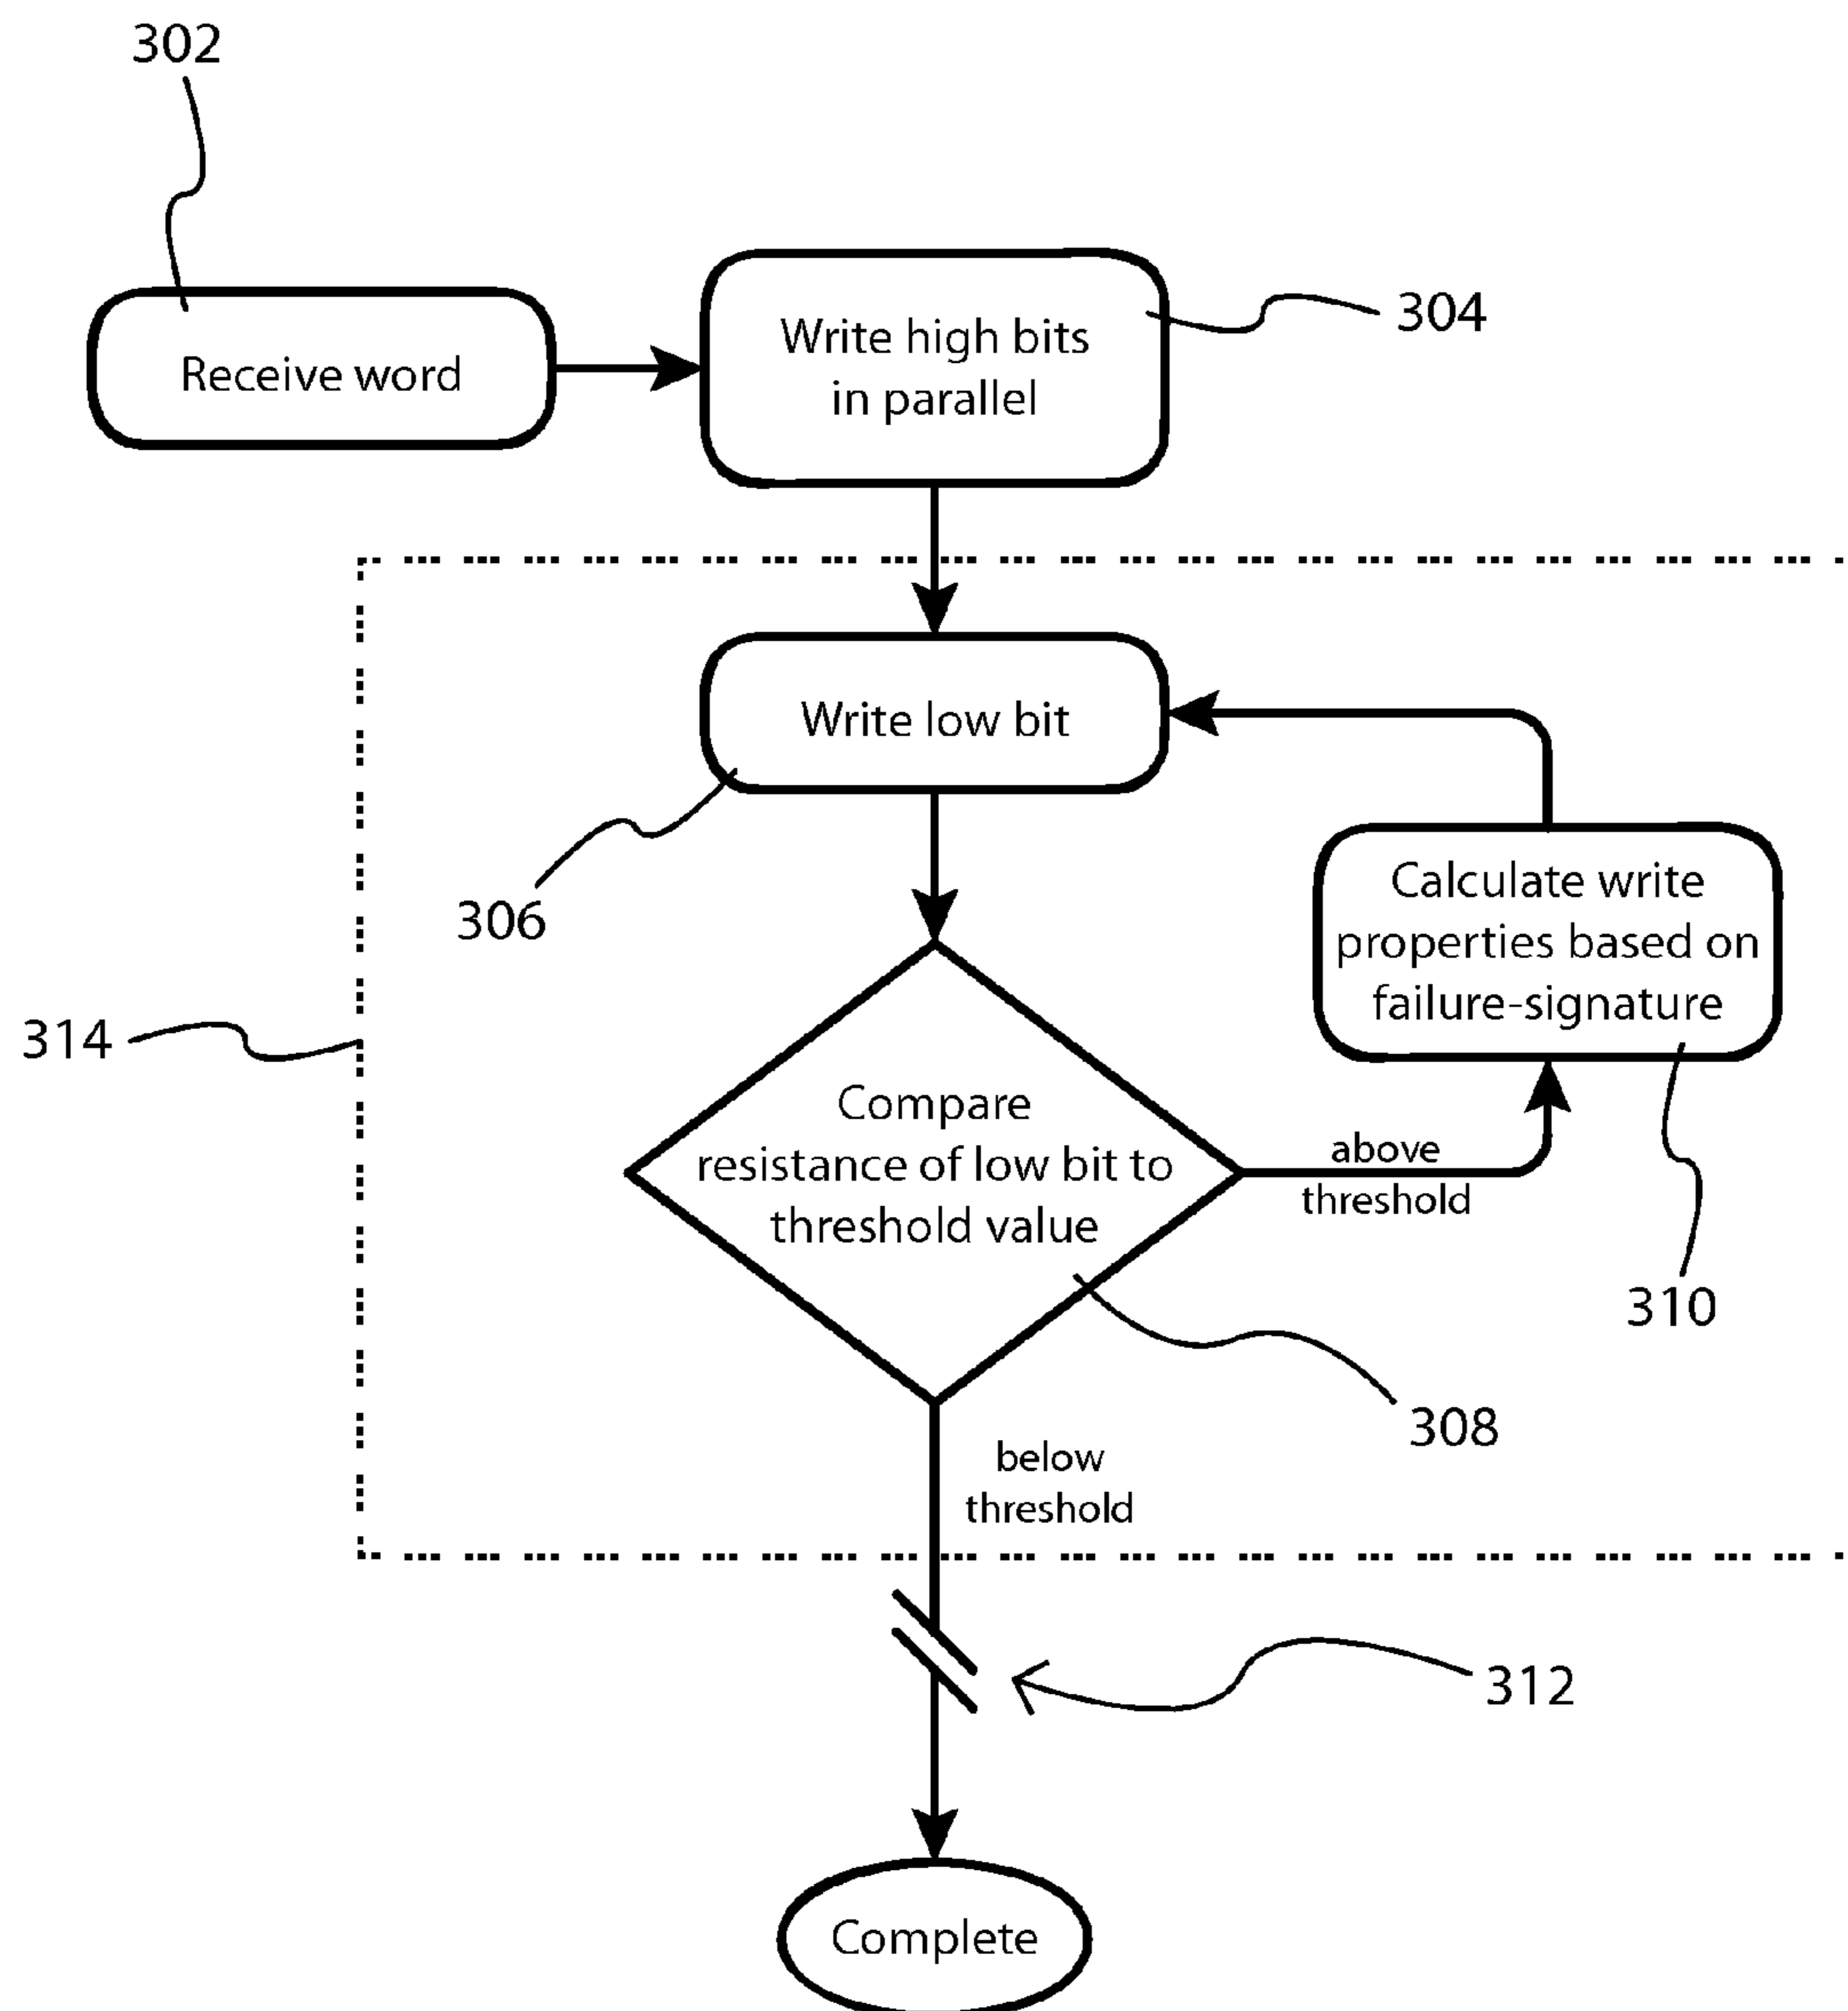 302
Receive word
Write high bits
in parallel
304
Write low bit
306
Calculate write
properties based on
failure-signature
314
Compare
resistance of low bit to
threshold value
above
threshold
310
308
below
threshold
312
Complete